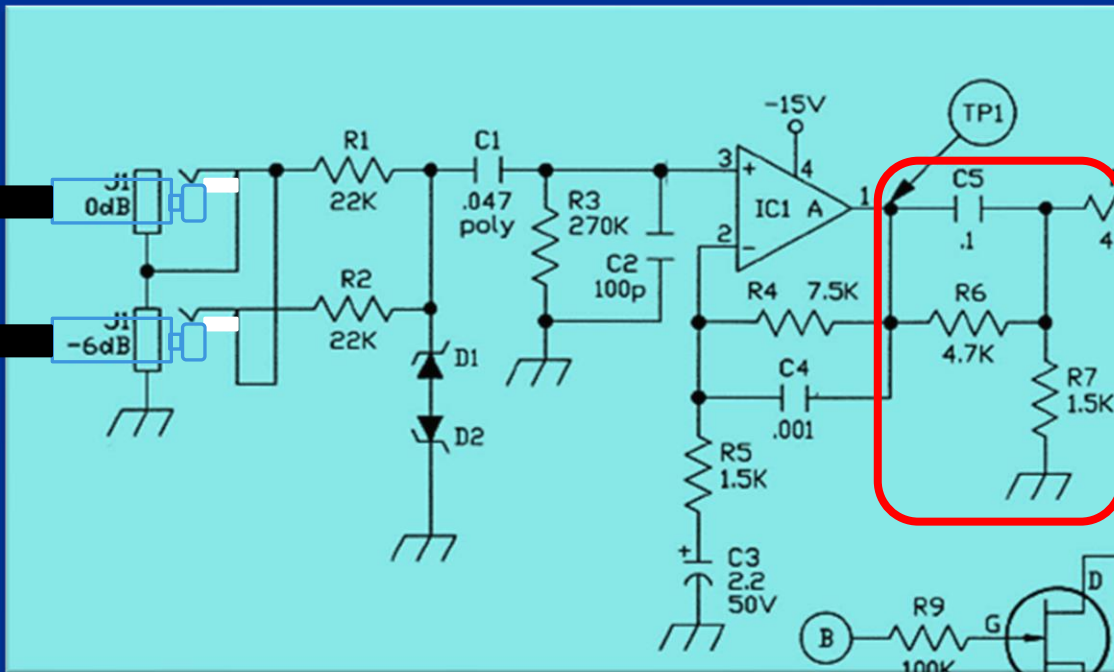 -15V
TP1
R1
C1
3
+
4
J1
0dB
22K
.047
poly
R3
270K
IC1 A
1
C5
2
-
.1
4
C2
100p
R2
R4
7.5K
R6
J1
-6dB
22K
D1
4.7K
C4
R7
1.5K
.001
D2
R5
1.5K
+
C3
2.2
50V
D
R9
G
B
100K